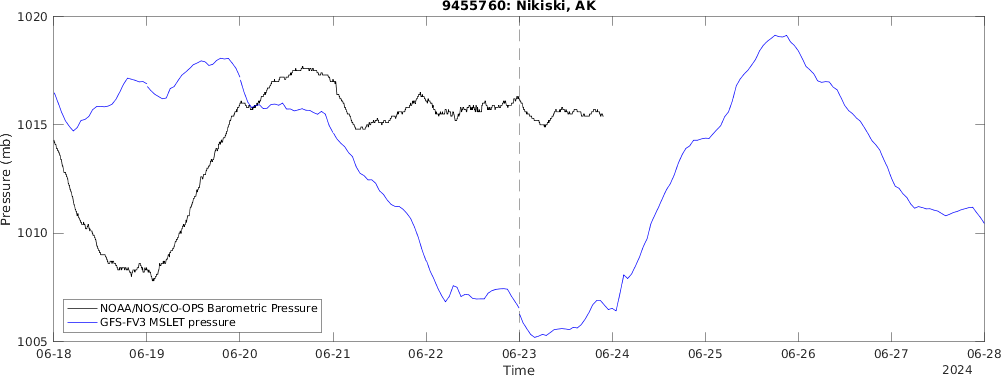 9455760: Nikiski, AK
1020
1015
1010
1005
Pressure (mb)
NOAA/NOS/CO-OPS Barometric Pressure
GFS-FV3 MSLET pressure
06-18 06-19 06-20 06-21 06-22 06-23 06-24 06-25 06-26 06-27 06-28
Time
2024